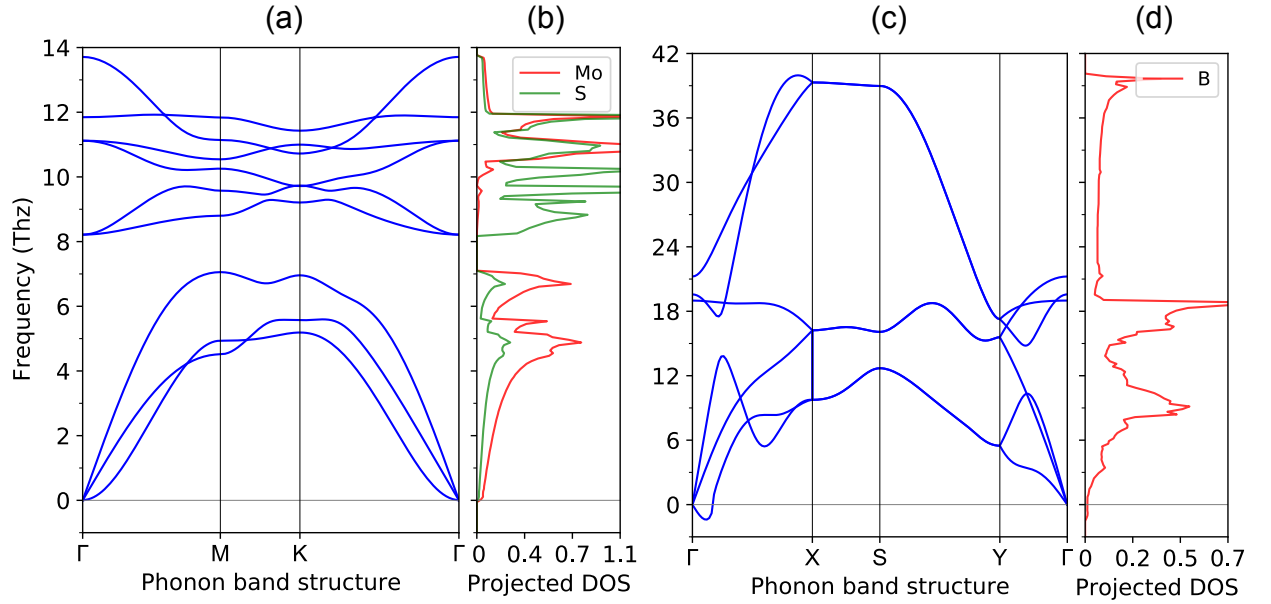 (a) (b) (c) (d)
14
12
10
8
6
4
2
0
Frequency (Thz)
Γ M K Γ
Phonon band structure
Mo
S
0 0.4 0.7 1.1
Projected DOS
42
36
30
24
18
12
6
0
Γ X S Y Γ
Phonon band structure
B
0 0.2 0.5 0.7
Projected DOS